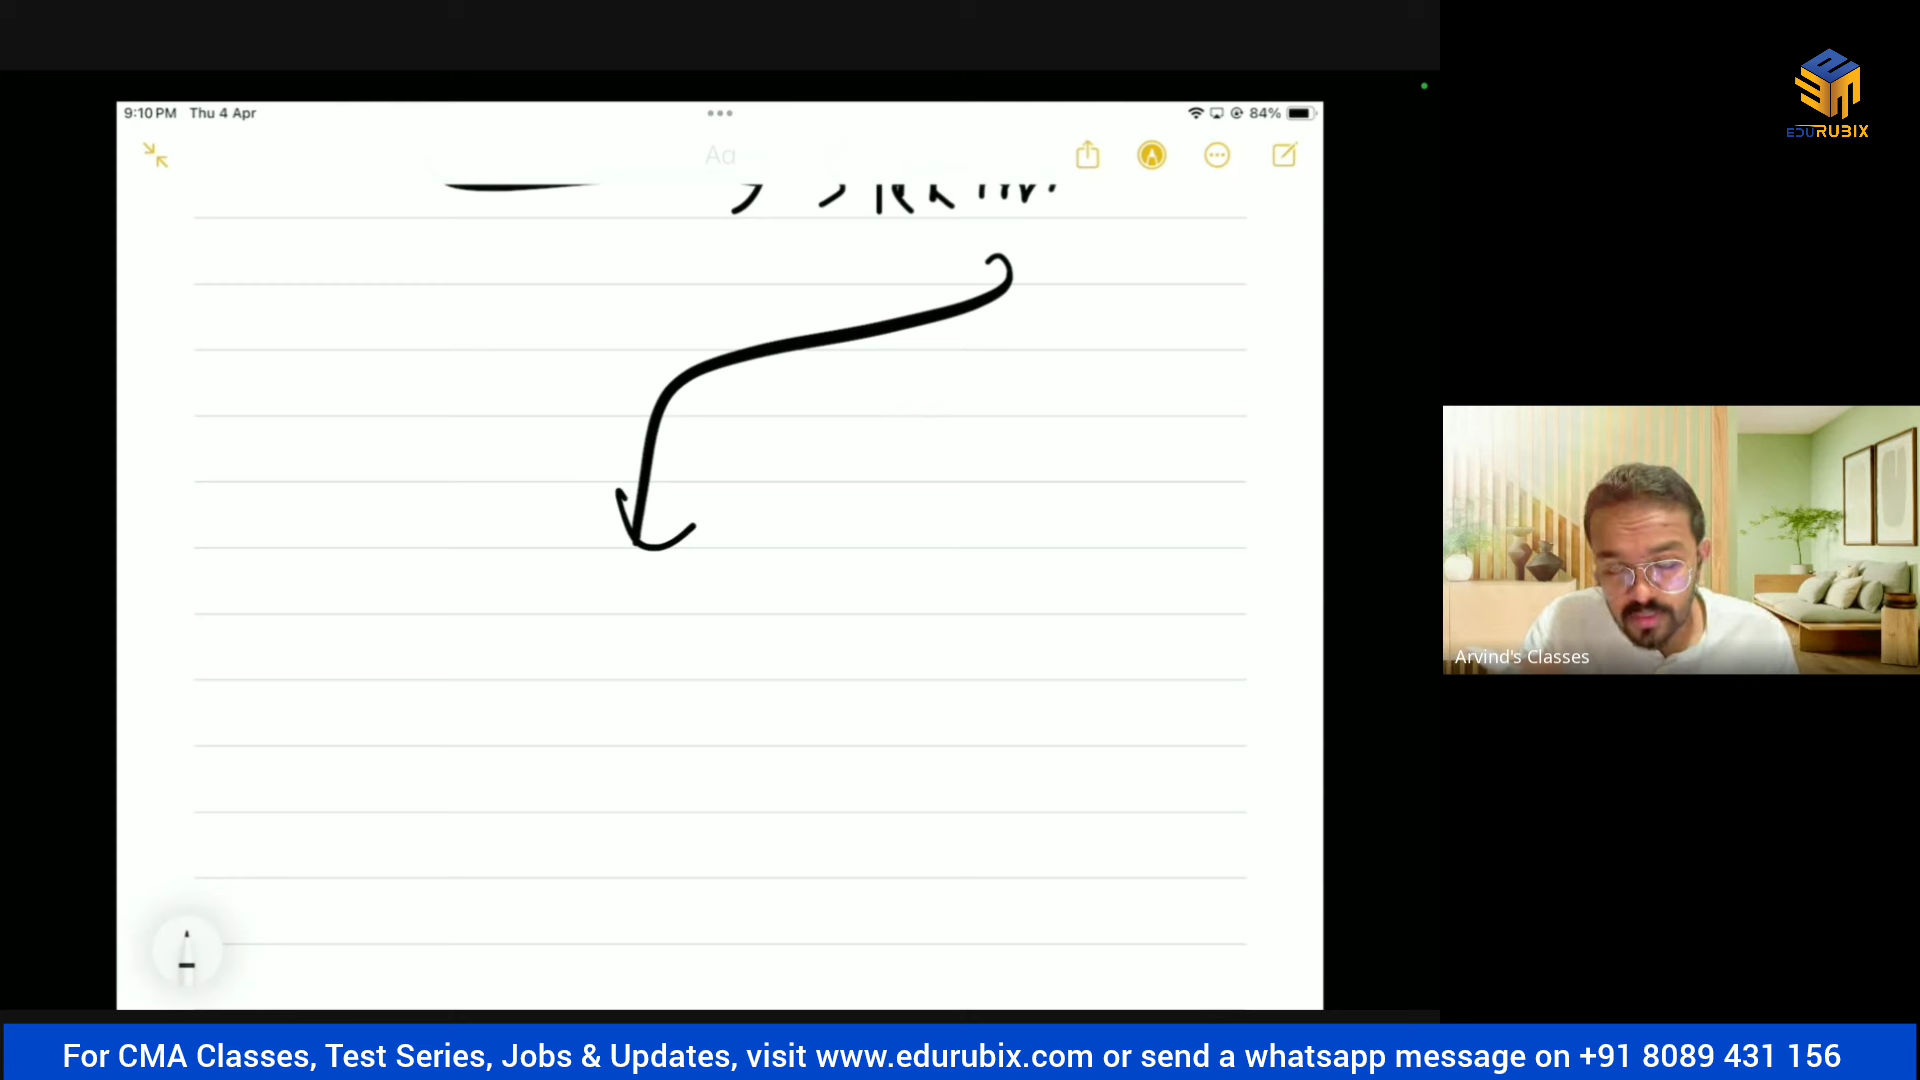 9:10 PM Thu 4 Apr
84%
Aa
EDURUBIX
Arvind's Classes
For CMA Classes, Test Series, Jobs & Updates, visit www.edurubix.com or send a whatsapp message on +91 8089 431 156